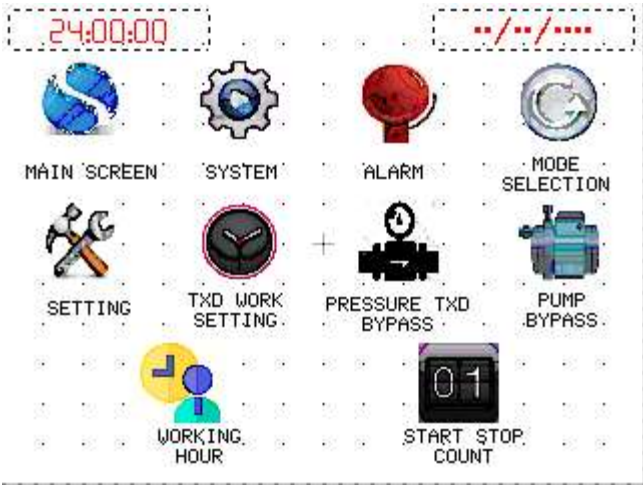 24:00:00
--/--/----
MAIN SCREEN
SYSTEM
ALARM
MODE
SELECTION
SETTING
TXD WORK
SETTING
PRESSURE TXD
BYPASS
PUMP
BYPASS
01
WORKING
HOUR
START STOP
COUNT